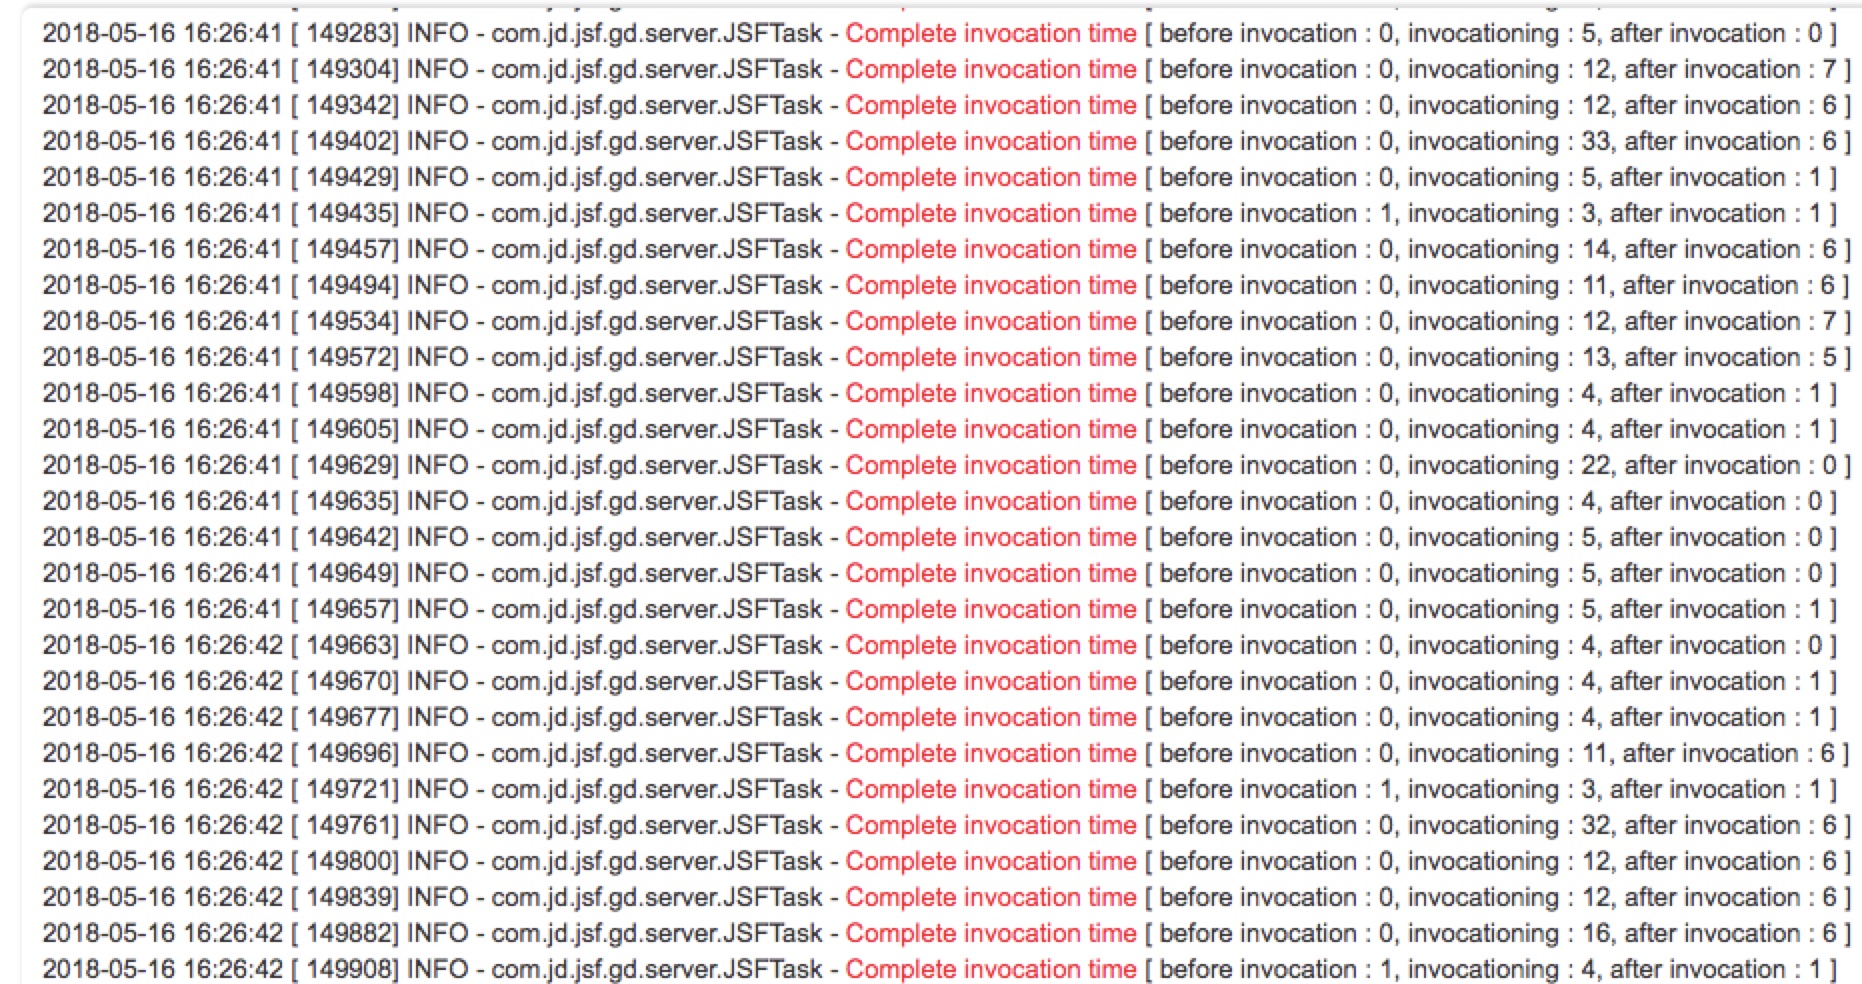 2018-05-16 16:26:41 [ 149283] INFO - com.jd.jsf.gd.server.JSFTask - Complete invocation time [ before invocation : 0, invocationing : 5, after invocation : 0 ]
2018-05-16 16:26:41 [ 149304] INFO - com.jd.jsf.gd.server.JSFTask - Complete invocation time [ before invocation : 0, invocationing : 12, after invocation : 7 ]
2018-05-16 16:26:41 [ 149342] INFO - com.jd.jsf.gd.server.JSFTask - Complete invocation time [ before invocation : 0, invocationing : 12, after invocation : 6 ]
2018-05-16 16:26:41 [ 149402] INFO - com.jd.jsf.gd.server.JSFTask - Complete invocation time [ before invocation : 0, invocationing : 33, after invocation : 6 ]
2018-05-16 16:26:41 [ 149429] INFO - com.jd.jsf.gd.server.JSFTask - Complete invocation time [ before invocation : 0, invocationing : 5, after invocation : 1 ]
2018-05-16 16:26:41 [ 149435] INFO - com.jd.jsf.gd.server.JSFTask - Complete invocation time [ before invocation : 1, invocationing : 3, after invocation : 1 ]
2018-05-16 16:26:41 [ 149457] INFO - com.jd.jsf.gd.server.JSFTask - Complete invocation time [ before invocation : 0, invocationing : 14, after invocation : 6 ]
2018-05-16 16:26:41 [ 149494] INFO - com.jd.jsf.gd.server.JSFTask - Complete invocation time [ before invocation : 0, invocationing : 11, after invocation : 6 ]
2018-05-16 16:26:41 [ 149534] INFO - com.jd.jsf.gd.server.JSFTask - Complete invocation time [ before invocation : 0, invocationing : 12, after invocation : 7 ]
2018-05-16 16:26:41 [ 149572] INFO - com.jd.jsf.gd.server.JSFTask - Complete invocation time [ before invocation : 0, invocationing : 13, after invocation : 5 ]
2018-05-16 16:26:41 [ 149598] INFO - com.jd.jsf.gd.server.JSFTask - Complete invocation time [ before invocation : 0, invocationing : 4, after invocation : 1 ]
2018-05-16 16:26:41 [ 149605] INFO - com.jd.jsf.gd.server.JSFTask - Complete invocation time [ before invocation : 0, invocationing : 4, after invocation : 1 ]
2018-05-16 16:26:41 [ 149629] INFO - com.jd.jsf.gd.server.JSFTask - Complete invocation time [ before invocation : 0, invocationing : 22, after invocation : 0 ]
2018-05-16 16:26:41 [ 149635] INFO - com.jd.jsf.gd.server.JSFTask - Complete invocation time [ before invocation : 0, invocationing : 4, after invocation : 0 ]
2018-05-16 16:26:41 [ 149642] INFO - com.jd.jsf.gd.server.JSFTask - Complete invocation time [ before invocation : 0, invocationing : 5, after invocation : 0 ]
2018-05-16 16:26:41 [ 149649] INFO - com.jd.jsf.gd.server.JSFTask - Complete invocation time [ before invocation : 0, invocationing : 5, after invocation : 0 ]
2018-05-16 16:26:41 [ 149657] INFO - com.jd.jsf.gd.server.JSFTask - Complete invocation time [ before invocation : 0, invocationing : 5, after invocation : 1 ]
2018-05-16 16:26:42 [ 149663] INFO - com.jd.jsf.gd.server.JSFTask - Complete invocation time [ before invocation : 0, invocationing : 4, after invocation : 0 ]
2018-05-16 16:26:42 [ 149670] INFO - com.jd.jsf.gd.server.JSFTask - Complete invocation time [ before invocation : 0, invocationing : 4, after invocation : 1 ]
2018-05-16 16:26:42 [ 149677] INFO - com.jd.jsf.gd.server.JSFTask - Complete invocation time [ before invocation : 0, invocationing : 4, after invocation : 1 ]
2018-05-16 16:26:42 [ 149696] INFO - com.jd.jsf.gd.server.JSFTask - Complete invocation time [ before invocation : 0, invocationing : 11, after invocation : 6 ]
2018-05-16 16:26:42 [ 149721] INFO - com.jd.jsf.gd.server.JSFTask - Complete invocation time [ before invocation : 1, invocationing : 3, after invocation : 1 ]
2018-05-16 16:26:42 [ 149761] INFO - com.jd.jsf.gd.server.JSFTask - Complete invocation time [ before invocation : 0, invocationing : 32, after invocation : 6 ]
2018-05-16 16:26:42 [ 149800] INFO - com.jd.jsf.gd.server.JSFTask - Complete invocation time [ before invocation : 0, invocationing : 12, after invocation : 6 ]
2018-05-16 16:26:42 [ 149839] INFO - com.jd.jsf.gd.server.JSFTask - Complete invocation time [ before invocation : 0, invocationing : 12, after invocation : 6 ]
2018-05-16 16:26:42 [ 149882] INFO - com.jd.jsf.gd.server.JSFTask - Complete invocation time [ before invocation : 0, invocationing : 16, after invocation : 6 ]
2018-05-16 16:26:42 [ 149908] INFO - com.jd.jsf.gd.server.JSFTask - Complete invocation time [ before invocation : 1, invocationing : 4, after invocation : 1 ]